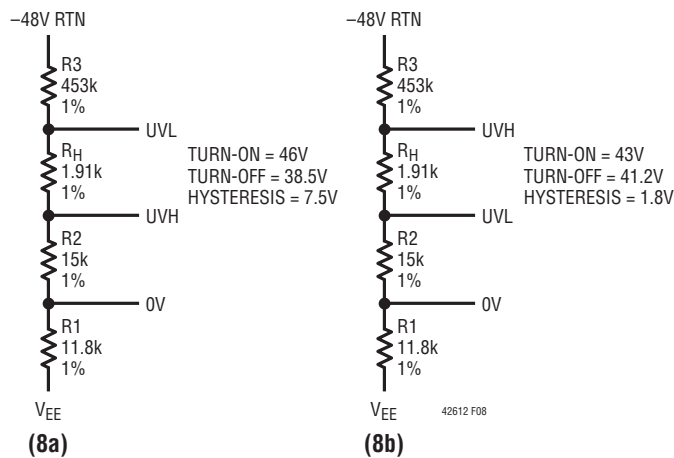 –48V RTN
R3
453k
1%
UVL
RH
1.91k
1%
TURN-ON = 46V
TURN-OFF = 38.5V
HYSTERESIS = 7.5V
UVH
R2
15k
1%
0V
R1
11.8k
1%
VEE
(8a)
–48V RTN
R3
453k
1%
UVH
RH
1.91k
1%
TURN-ON = 43V
TURN-OFF = 41.2V
HYSTERESIS = 1.8V
UVL
R2
15k
1%
0V
R1
11.8k
1%
VEE
42612 F08
(8b)